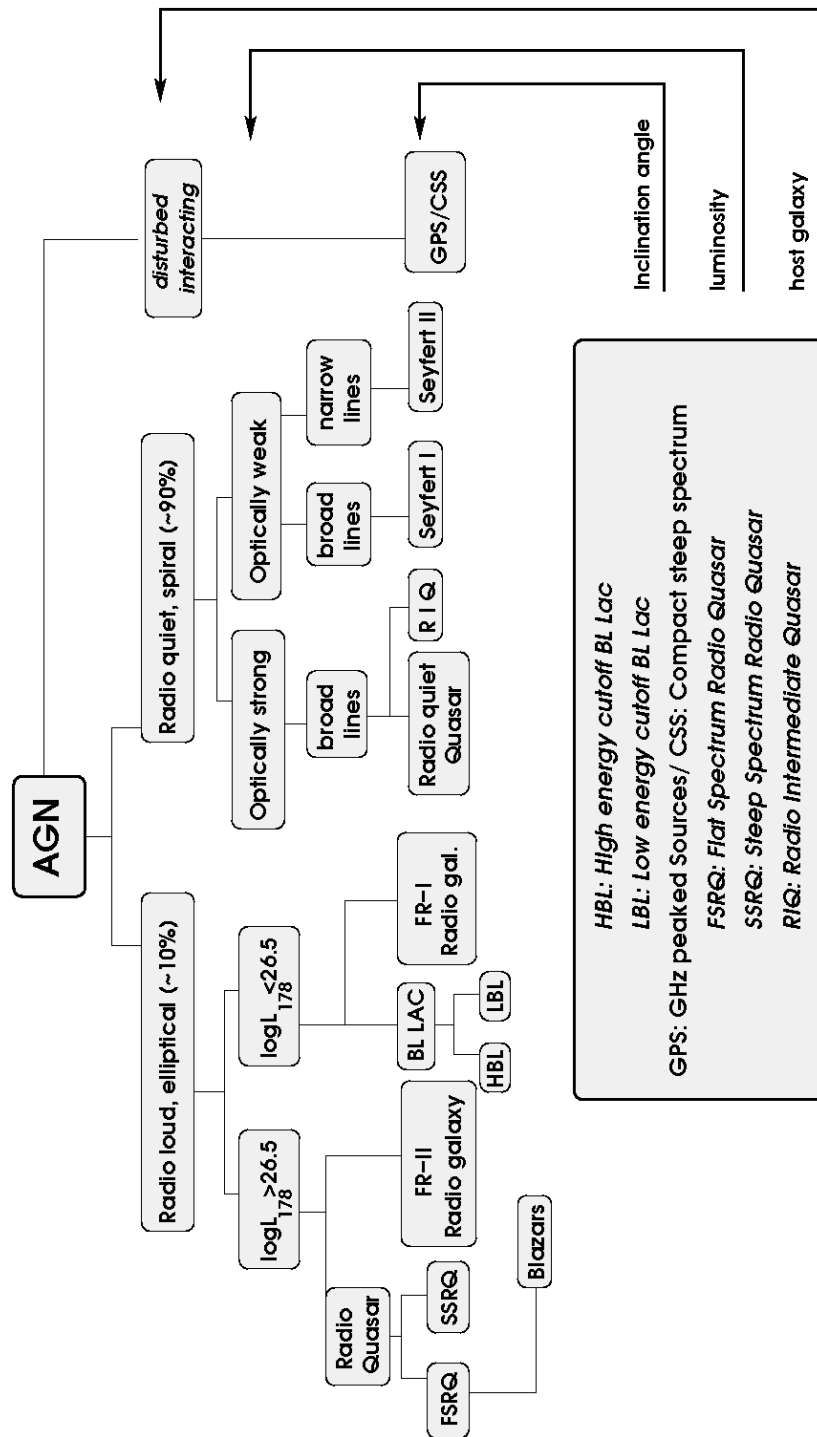 AGN
Radio loud, elliptical (~10%)
Radio quiet, spiral (~90%)
disturbed
interacting
logL178 >26.5
logL178 <26.5
Optically strong
Optically weak
Radio
Quasar
broad
lines
broad
lines
narrow
lines
FSRQ
SSRQ
FR-II
Radio galaxy
BL LAC
FR-I
Radio gal.
Radio quiet
Quasar
R I Q
Seyfert I
Seyfert II
GPS/CSS
HBL
LBL
Blazars
HBL: High energy cutoff BL Lac
LBL: Low energy cutoff BL Lac
GPS: GHz peaked Sources/ CSS: Compact steep spectrum
FSRQ: Flat Spectrum Radio Quasar
SSRQ: Steep Spectrum Radio Quasar
RIQ: Radio Intermediate Quasar
Inclination angle
luminosity
host galaxy